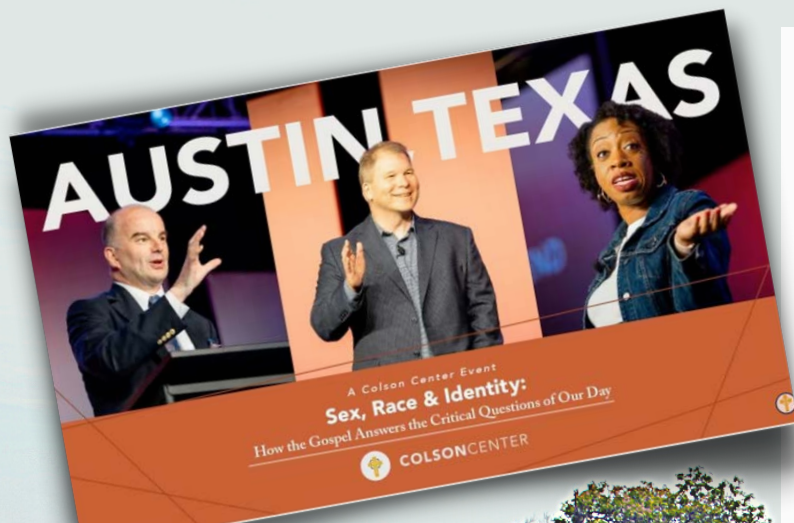 AUSTIN, TEXAS
A Colson Center Event
Sex, Race & Identity:
How the Gospel Answers the Critical Questions of Our Day
COLSONCENTER